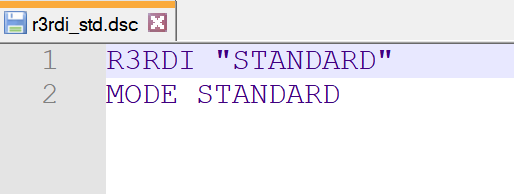 r3rdi_std.dsc
1 R3RDI "STANDARD"
2 MODE STANDARD